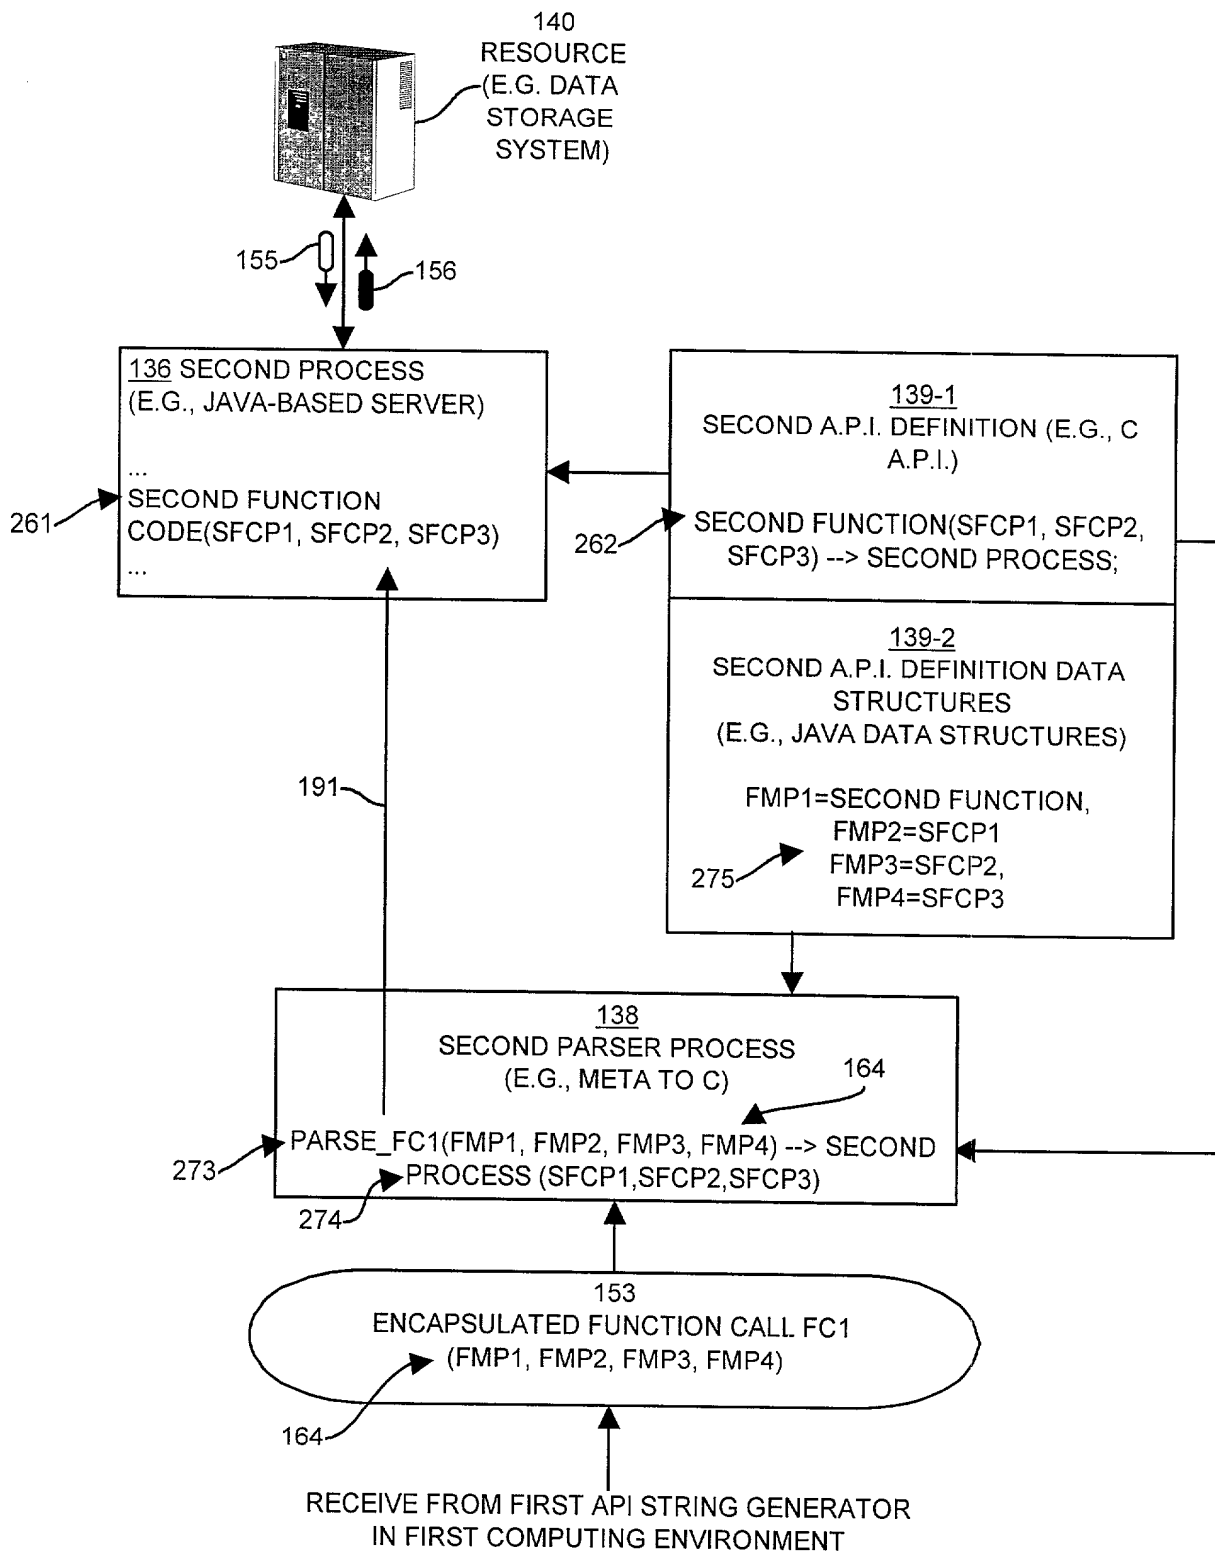 140
RESOURCE
(E.G. DATA
STORAGE
SYSTEM)
155
156
136 SECOND PROCESS
(E.G., JAVA-BASED SERVER)
...
SECOND FUNCTION
CODE(SFCP1, SFCP2, SFCP3)
...
261
139-1
SECOND A.P.I. DEFINITION (E.G., C
A.P.I.)
SECOND FUNCTION(SFCP1, SFCP2,
SFCP3) --> SECOND PROCESS;
262
139-2
SECOND A.P.I. DEFINITION DATA
STRUCTURES
(E.G., JAVA DATA STRUCTURES)
FMP1=SECOND FUNCTION,
FMP2=SFCP1
FMP3=SFCP2,
FMP4=SFCP3
275
191
138
SECOND PARSER PROCESS
(E.G., META TO C)
164
PARSE_FC1(FMP1, FMP2, FMP3, FMP4) --> SECOND
PROCESS (SFCP1,SFCP2,SFCP3)
273
274
153
ENCAPSULATED FUNCTION CALL FC1
(FMP1, FMP2, FMP3, FMP4)
164
RECEIVE FROM FIRST API STRING GENERATOR
IN FIRST COMPUTING ENVIRONMENT